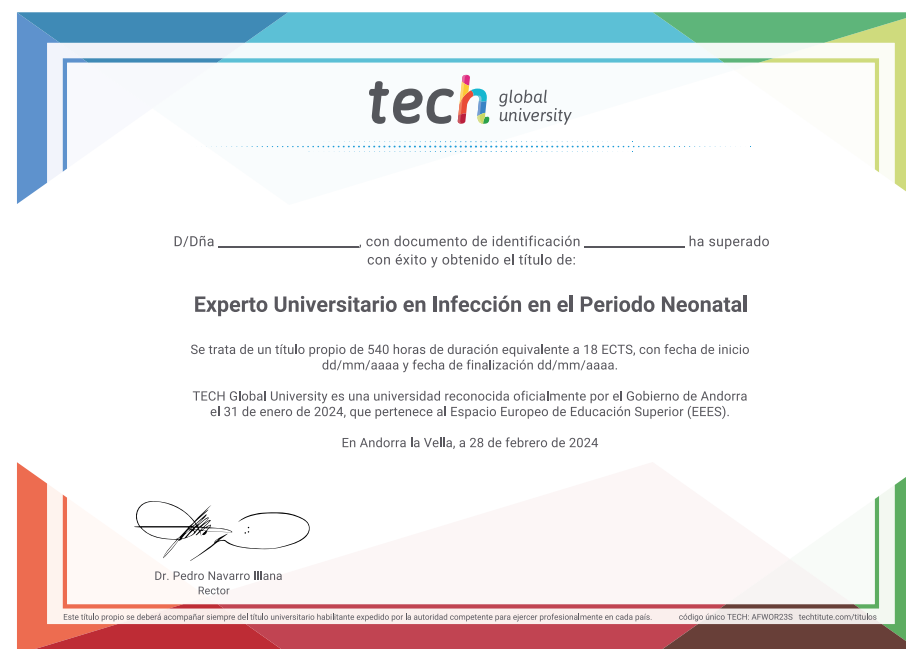 tech global university
D/Dña ____________________, con documento de identificación ______________ ha superado
con éxito y obtenido el título de:
Experto Universitario en Infección en el Periodo Neonatal
Se trata de un título propio de 540 horas de duración equivalente a 18 ECTS, con fecha de inicio
dd/mm/aaaa y fecha de finalización dd/mm/aaaa.
TECH Global University es una universidad reconocida oficialmente por el Gobierno de Andorra
el 31 de enero de 2024, que pertenece al Espacio Europeo de Educación Superior (EEES).
En Andorra la Vella, a 28 de febrero de 2024
Dr. Pedro Navarro Illana
Rector
Este título propio se deberá acompañar siempre del título universitario habilitante expedido por la autoridad competente para ejercer profesionalmente en cada país. código único TECH: AFWOR23S techtitute.com/titulos